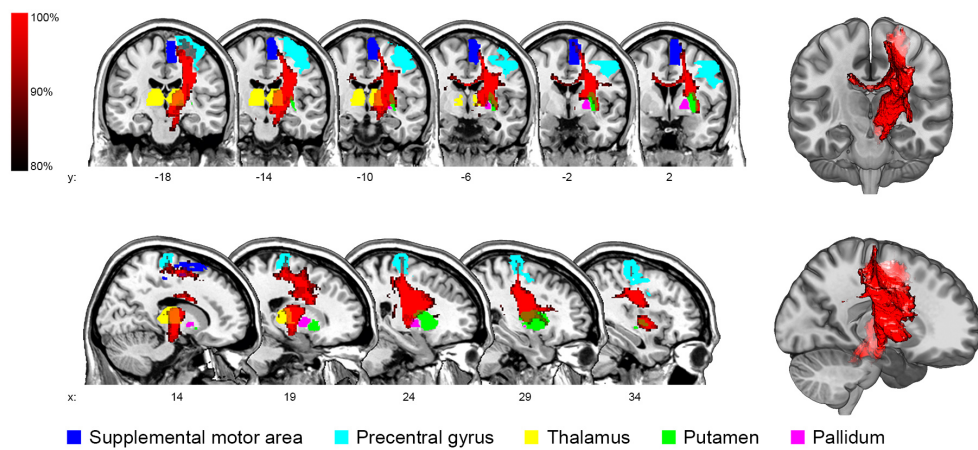 100%
90%
80%
y: -18 -14 -10 -6 -2 2
x: 14 19 24 29 34
Supplemental motor area Precentral gyrus Thalamus Putamen Pallidum